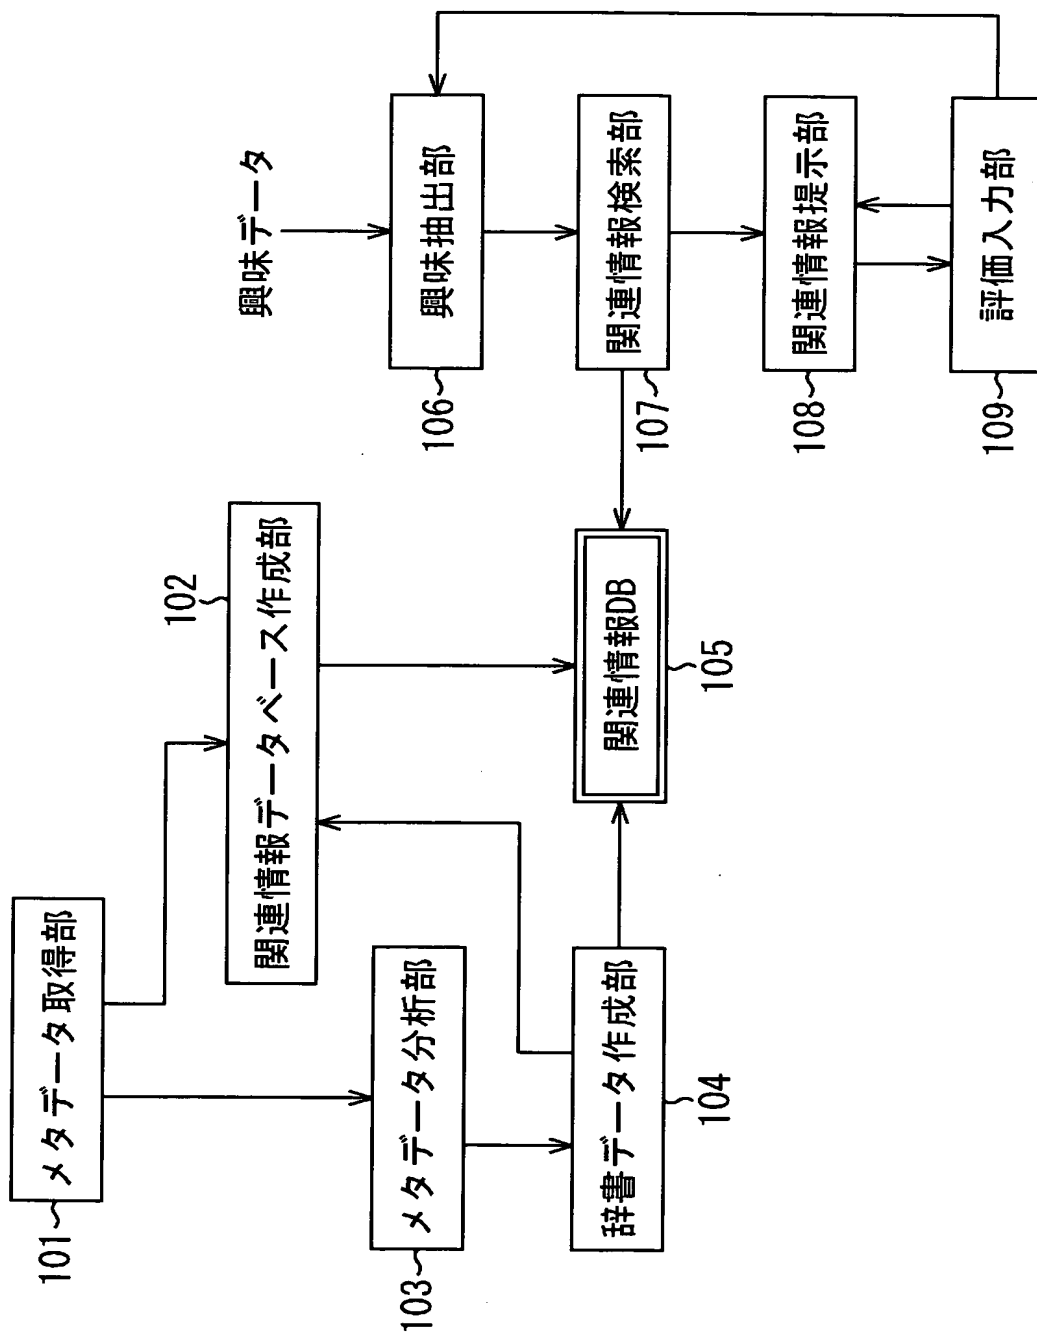 メタデータ取得部
101
関連情報データベース作成部
102
メタデータ分析部
103
辞書データ作成部
104
関連情報DB
105
興味データ
興味抽出部
106
関連情報検索部
107
関連情報提示部
108
評価入力部
109